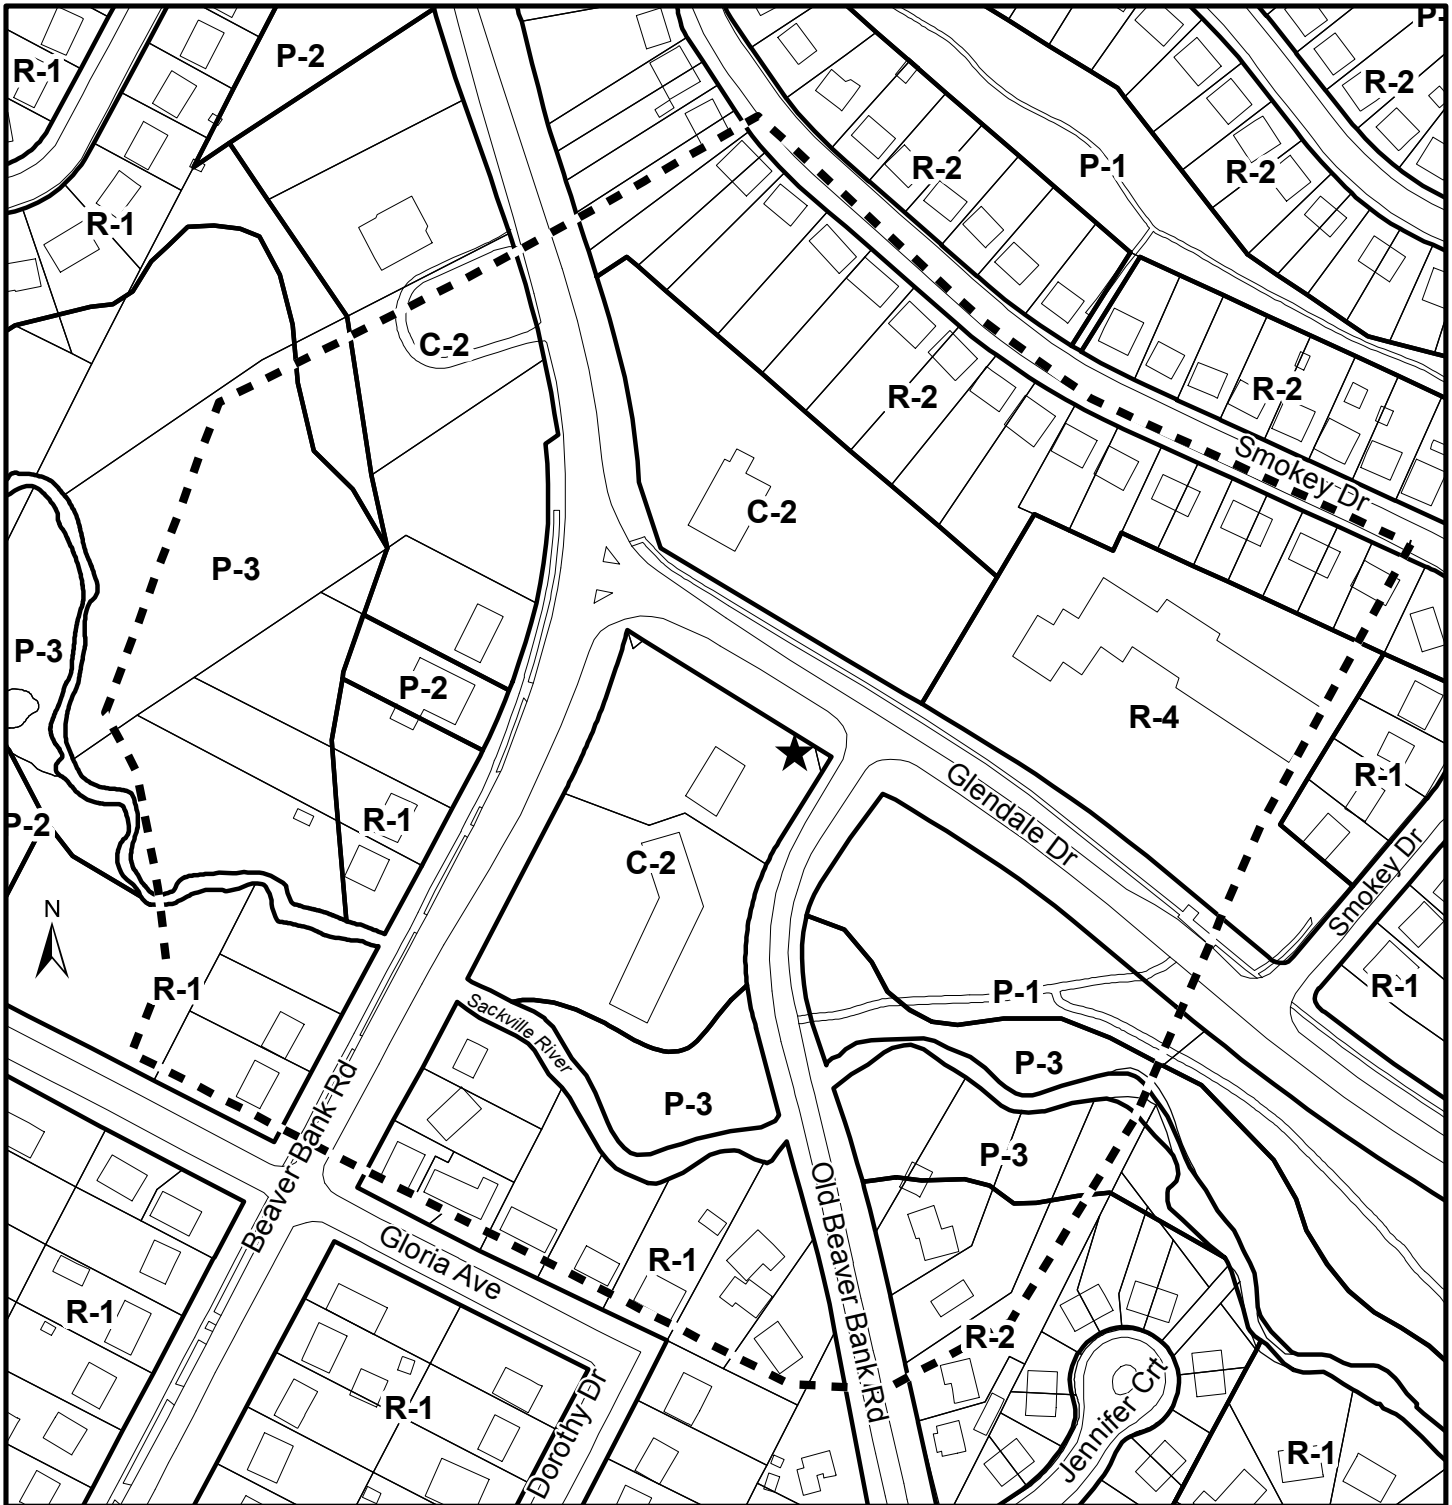 P-
R-1
P-2
R-2
R-2
P-1
R-2
R-1
C-2
R-2
R-2
Smokey Dr
C-2
P-3
P-3
P-2
R-4
R-1
P-2
R-1
C-2
Glendale Dr
Smokey Dr
N
R-1
P-1
R-1
Sackville River
P-3
P-3
P-3
Beaver Bank Rd
Old Beaver Bank Rd
Gloria Ave
R-1
R-1
R-2
Jennifer Crt
R-1
Dorothy Dr
R-1